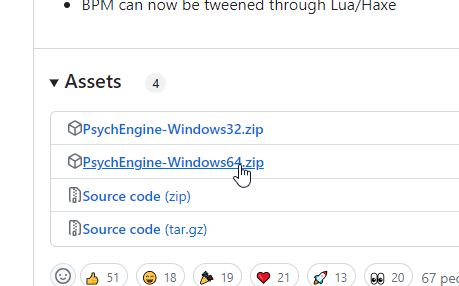 BPM can now be tweened through Lua/Haxe
Assets 4
PsychEngine-Windows32.zip
PsychEngine-Windows64.zip
Source code (zip)
Source code (tar.gz)
51 18 19 21 13 20 67 peo